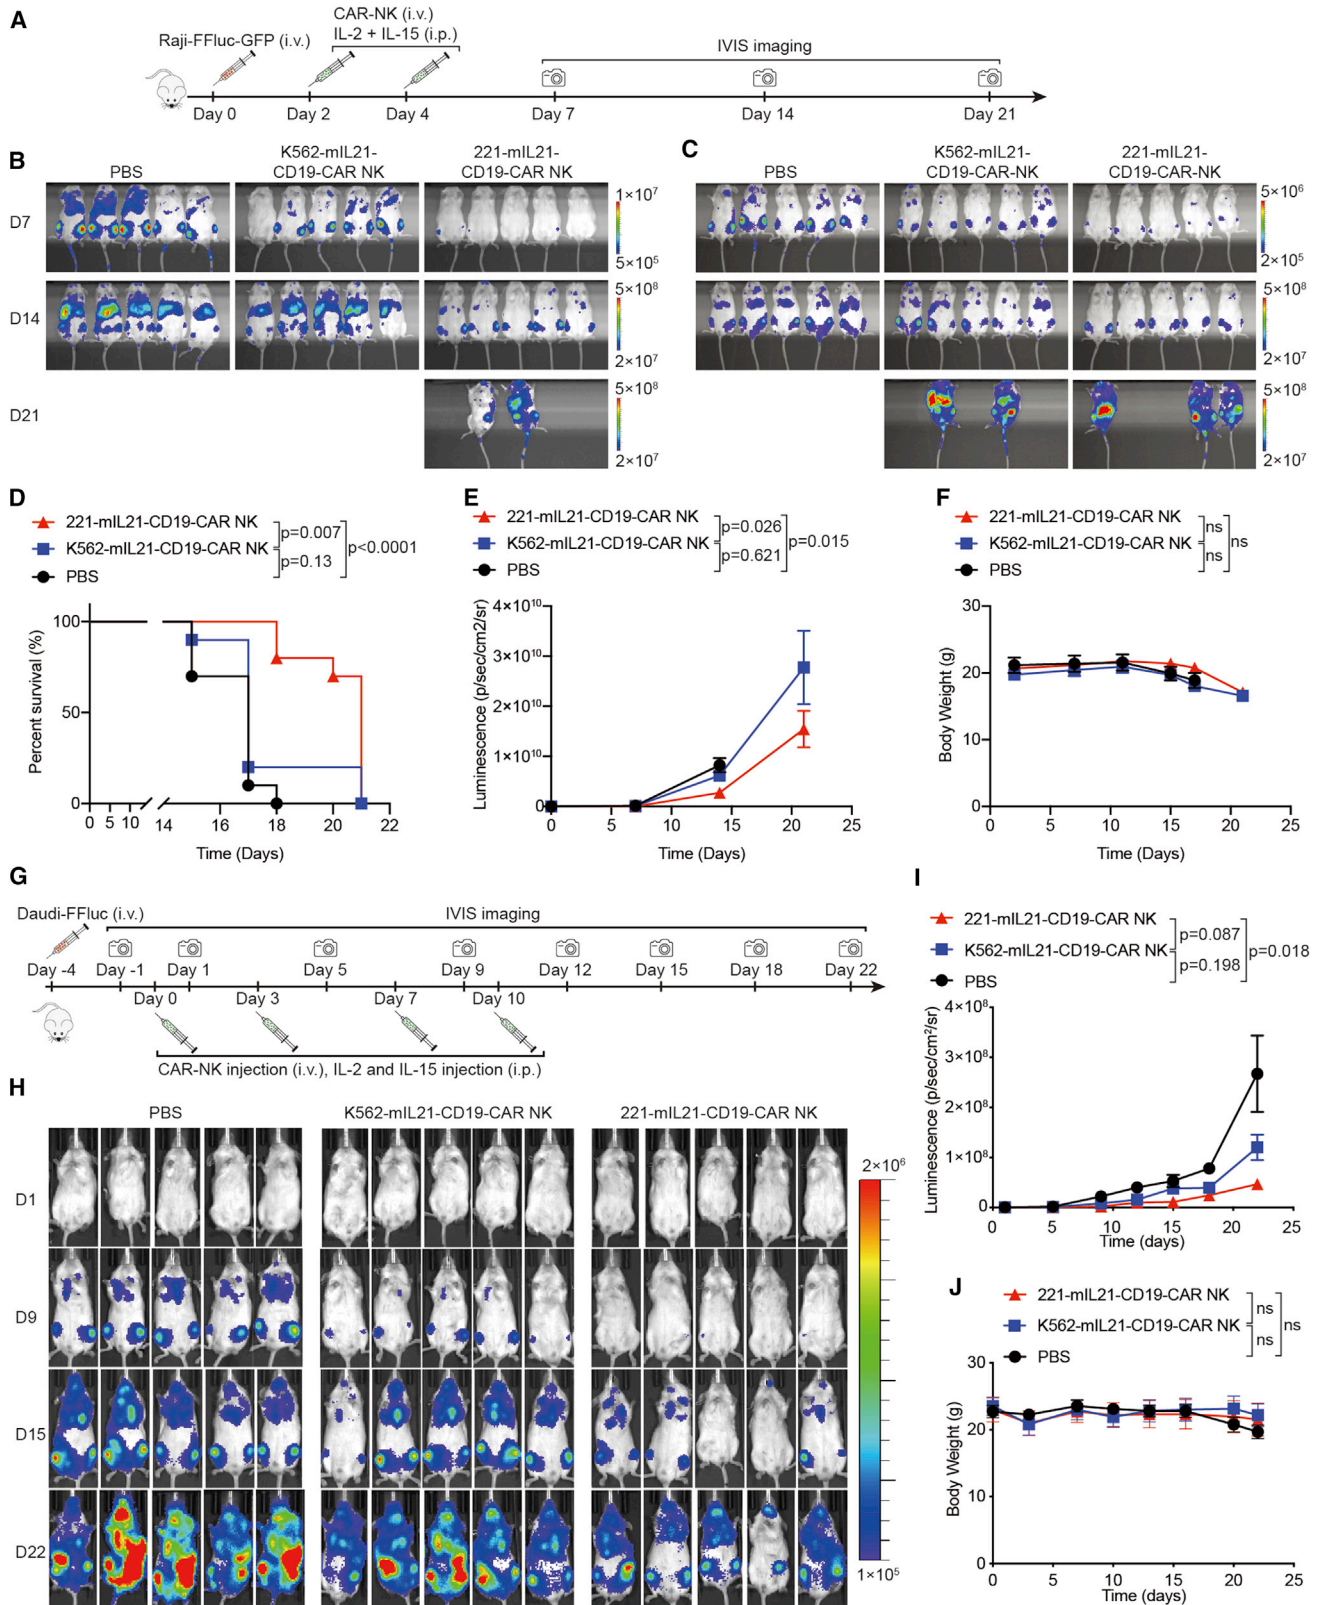 A
CAR-NK (i.v.)
IL-2 + IL-15 (i.p.)
Raji-FFluc-GFP (i.v.)
IVIS imaging
Day 0
Day 2
Day 4
Day 7
Day 14
Day 21
B
PBS
K562-mIL21-
CD19-CAR NK
221-mIL21-
CD19-CAR NK
D7
1×10⁷
5×10⁵
D14
5×10⁸
2×10⁷
D21
5×10⁸
2×10⁷
C
PBS
K562-mIL21-
CD19-CAR-NK
221-mIL21-
CD19-CAR-NK
5×10⁶
2×10⁵
5×10⁸
2×10⁷
5×10⁸
2×10⁷
D
221-mIL21-CD19-CAR NK
K562-mIL21-CD19-CAR NK
PBS
p=0.007
p=0.13
p<0.0001
Percent survival (%)
100
50
0
0 5 10 14 16 18 20 22
Time (Days)
E
221-mIL21-CD19-CAR NK
K562-mIL21-CD19-CAR NK
PBS
p=0.026
p=0.621
p=0.015
Luminescence (p/sec/cm2/sr)
4×10¹⁰
3×10¹⁰
2×10¹⁰
1×10¹⁰
0
0 5 10 15 20 25
Time (Days)
F
221-mIL21-CD19-CAR NK
K562-mIL21-CD19-CAR NK
PBS
ns
ns
ns
Body Weight (g)
30
20
10
0
0 5 10 15 20 25
Time (Days)
G
Daudi-FFluc (i.v.)
IVIS imaging
Day -4
Day -1
Day 1
Day 5
Day 9
Day 12
Day 15
Day 18
Day 22
Day 0
Day 3
Day 7
Day 10
CAR-NK injection (i.v.), IL-2 and IL-15 injection (i.p.)
H
PBS
K562-mIL21-CD19-CAR NK
221-mIL21-CD19-CAR NK
D1
D9
D15
D22
2×10⁶
1×10⁵
I
221-mIL21-CD19-CAR NK
K562-mIL21-CD19-CAR NK
PBS
p=0.087
p=0.198
p=0.018
Luminescence (p/sec/cm²/sr)
4×10⁸
3×10⁸
2×10⁸
1×10⁸
0
0 5 10 15 20 25
Time (days)
J
221-mIL21-CD19-CAR NK
K562-mIL21-CD19-CAR NK
PBS
ns
ns
ns
Body Weight (g)
30
20
10
0
0 5 10 15 20 25
Time (days)